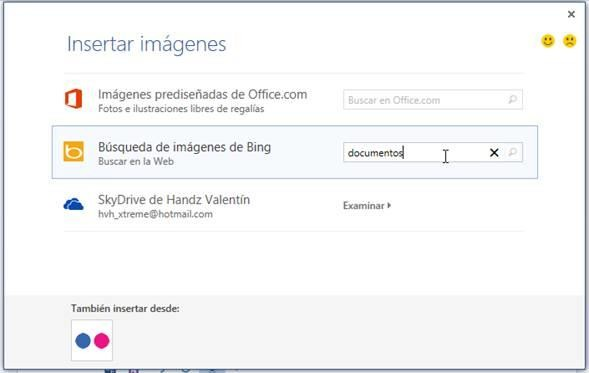 Insertar imágenes
Imágenes prediseñadas de Office.com
Fotos e ilustraciones libres de regalías
Buscar en Office.com
Búsqueda de imágenes de Bing
Buscar en la Web
documentos
SkyDrive de Handz Valentín
hvh_xtreme@hotmail.com
Examinar
También insertar desde: